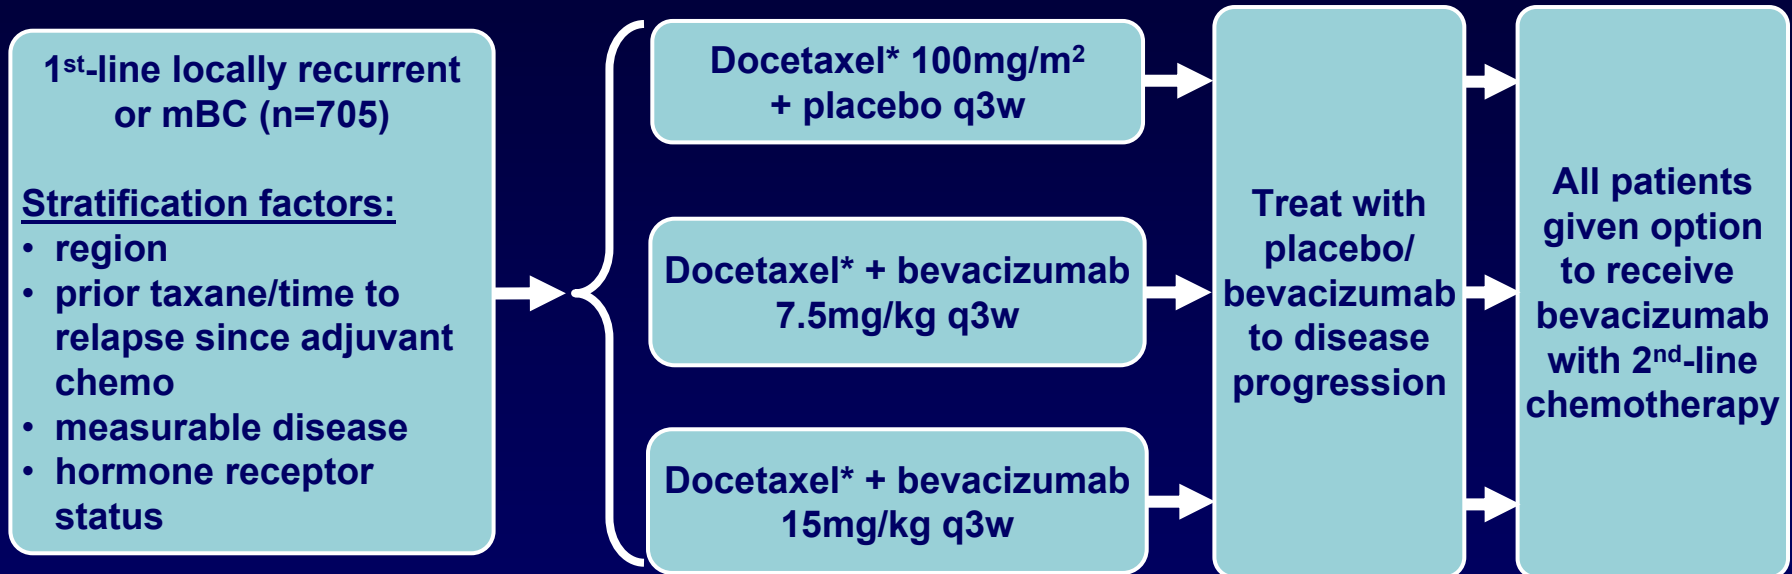 1st-line locally recurrent
or mBC (n=705)
Stratification factors:
• region
• prior taxane/time to
relapse since adjuvant
chemo
• measurable disease
• hormone receptor
status
Docetaxel* 100mg/m²
+ placebo q3w
Docetaxel* + bevacizumab
7.5mg/kg q3w
Docetaxel* + bevacizumab
15mg/kg q3w
Treat with
placebo/
bevacizumab
to disease
progression
All patients
given option
to receive
bevacizumab
with 2nd-line
chemotherapy